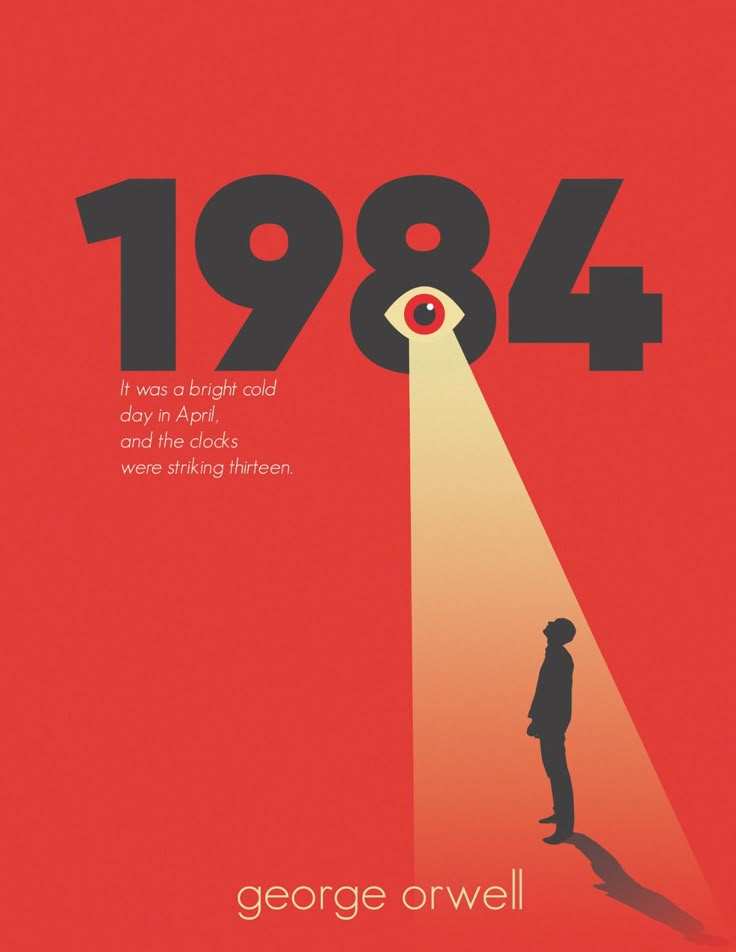 1984
It was a bright cold
day in April,
and the clocks
were striking thirteen.
george orwell